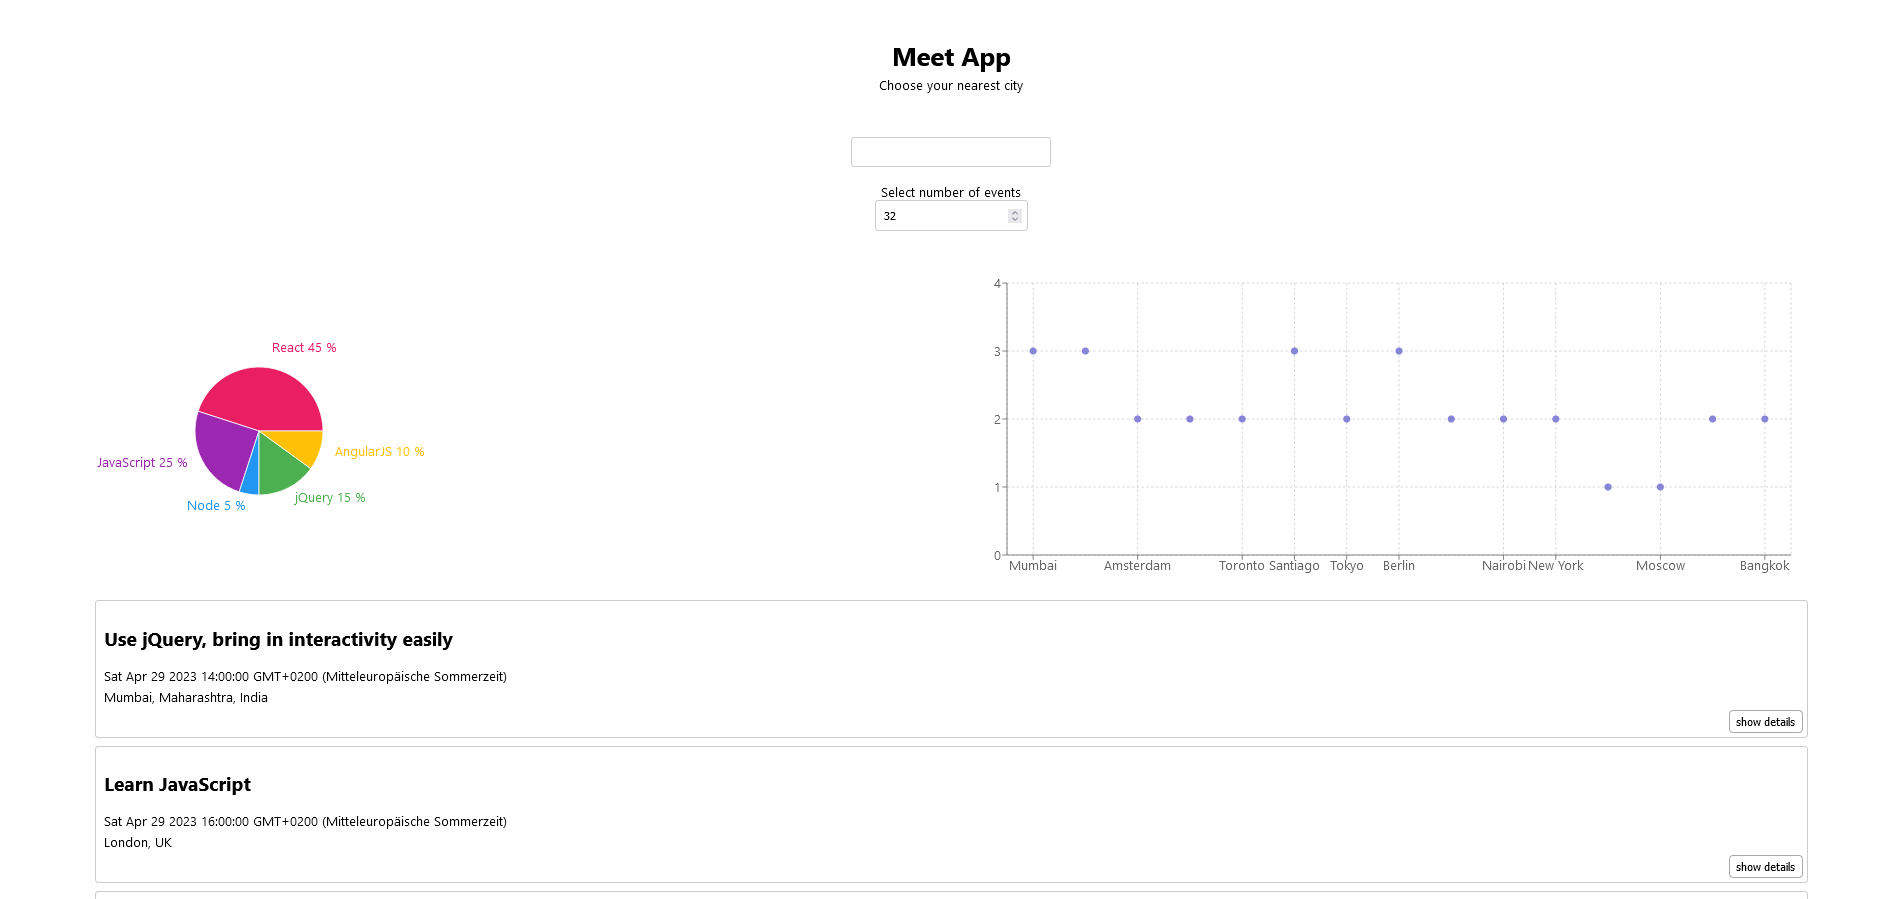 Meet App
Choose your nearest city
Select number of events
32
React 45 %
JavaScript 25 %
AngularJS 10 %
jQuery 15 %
Node 5 %
4
3
2
1
0
Mumbai Amsterdam Toronto Santiago Tokyo Berlin Nairobi New York Moscow Bangkok
Use jQuery, bring in interactivity easily
Sat Apr 29 2023 14:00:00 GMT+0200 (Mitteleuropäische Sommerzeit)
Mumbai, Maharashtra, India
show details
Learn JavaScript
Sat Apr 29 2023 16:00:00 GMT+0200 (Mitteleuropäische Sommerzeit)
London, UK
show details